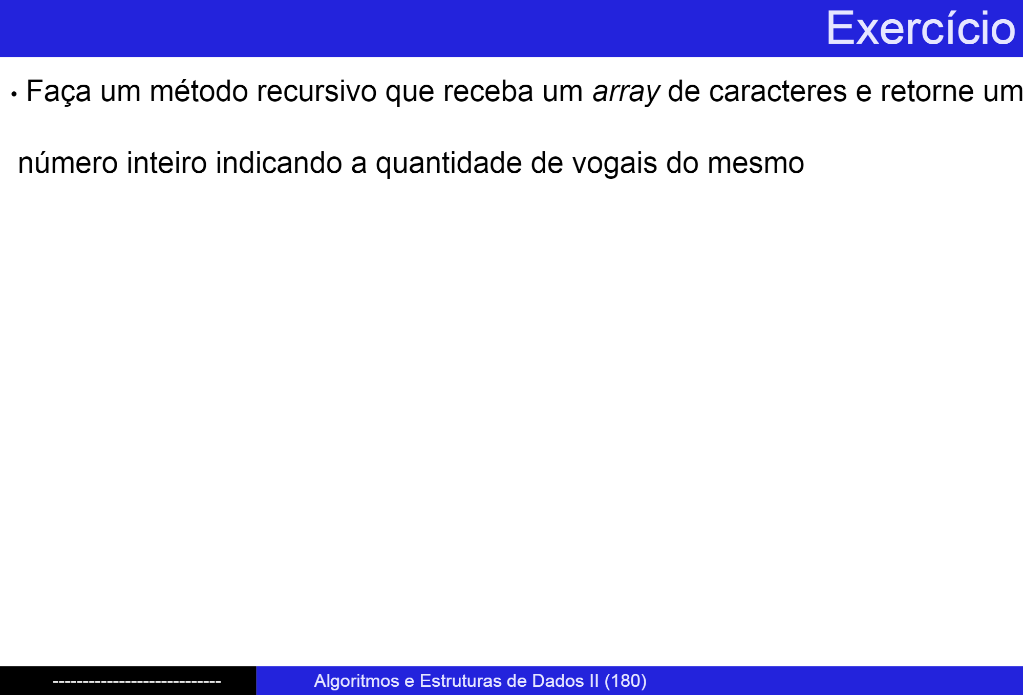 Exercício
• Faça um método recursivo que receba um array de caracteres e retorne um
número inteiro indicando a quantidade de vogais do mesmo
----------------------------
Algoritmos e Estruturas de Dados II (180)